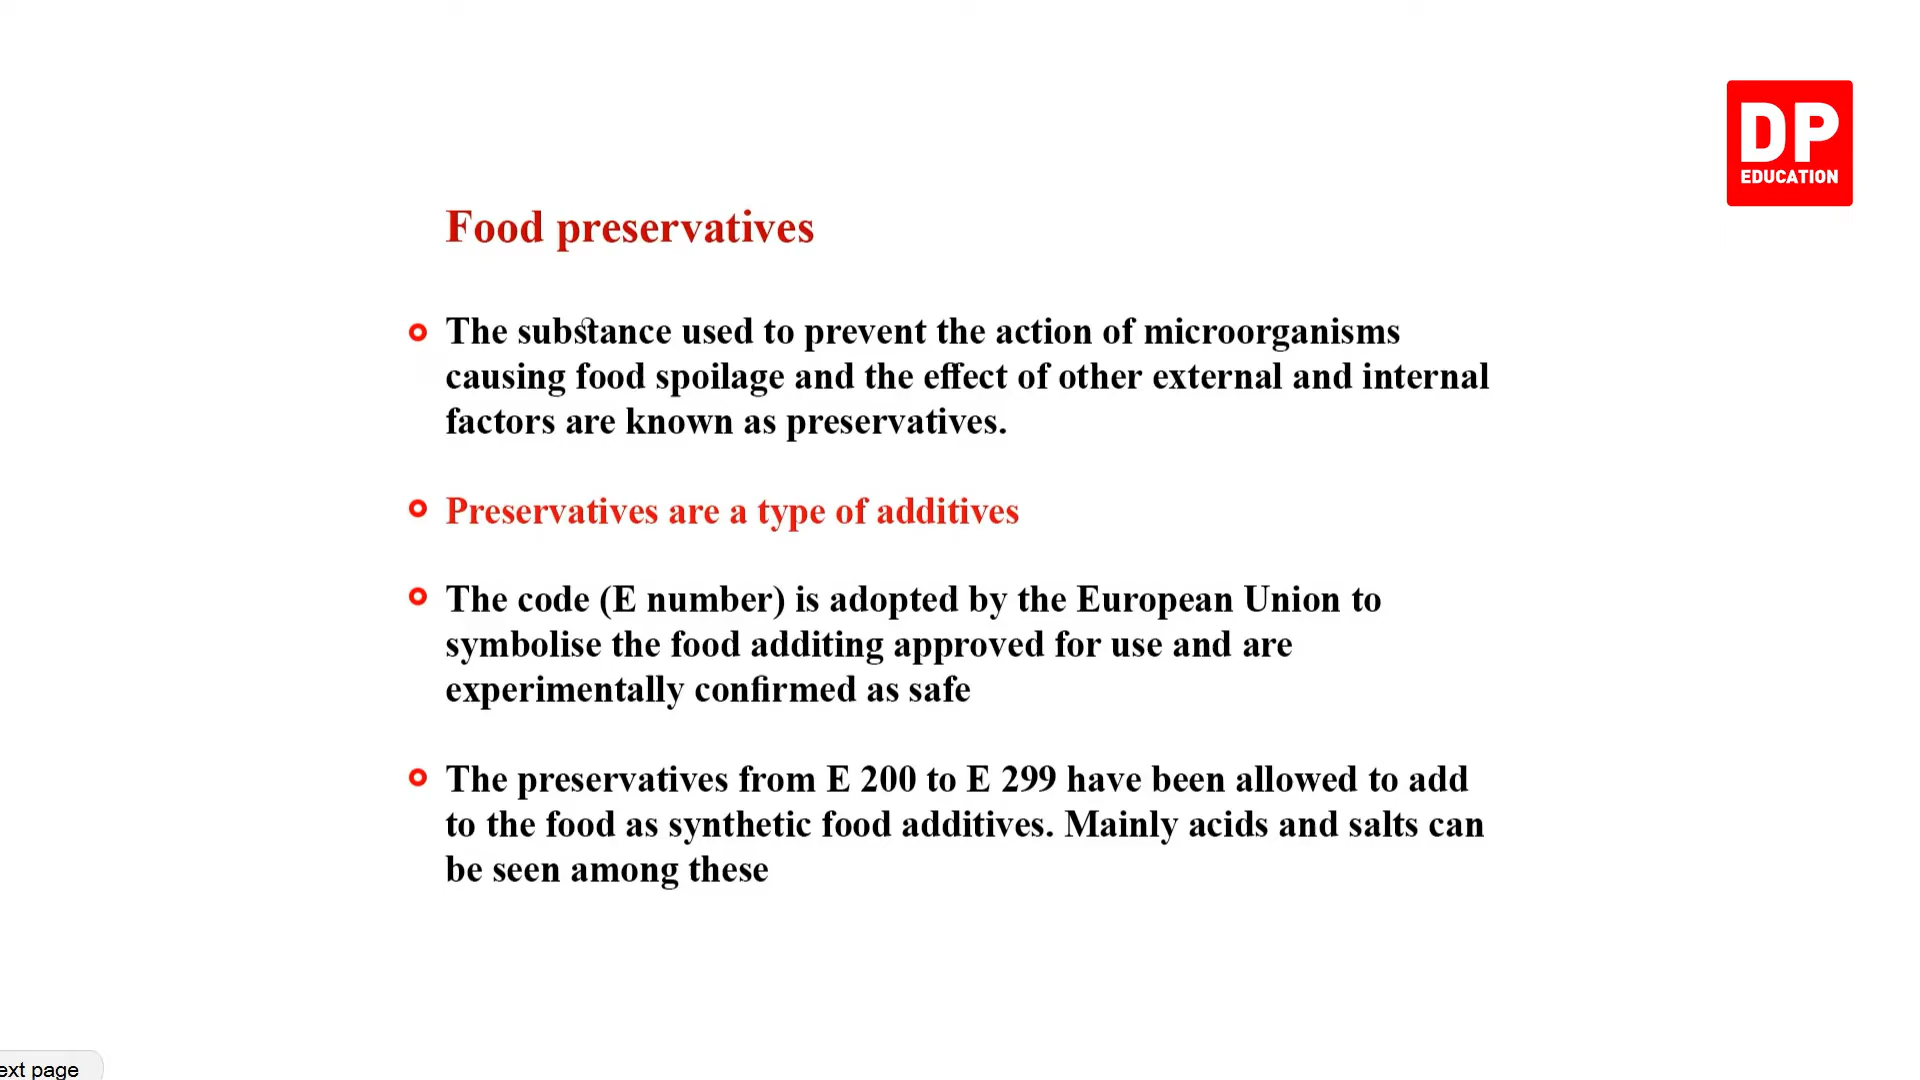 DP
EDUCATION
Food preservatives
The substance used to prevent the action of microorganisms
causing food spoilage and the effect of other external and internal
factors are known as preservatives.
Preservatives are a type of additives
The code (E number) is adopted by the European Union to
symbolise the food additing approved for use and are
experimentally confirmed as safe
The preservatives from E 200 to E 299 have been allowed to add
to the food as synthetic food additives. Mainly acids and salts can
be seen among these
ext page